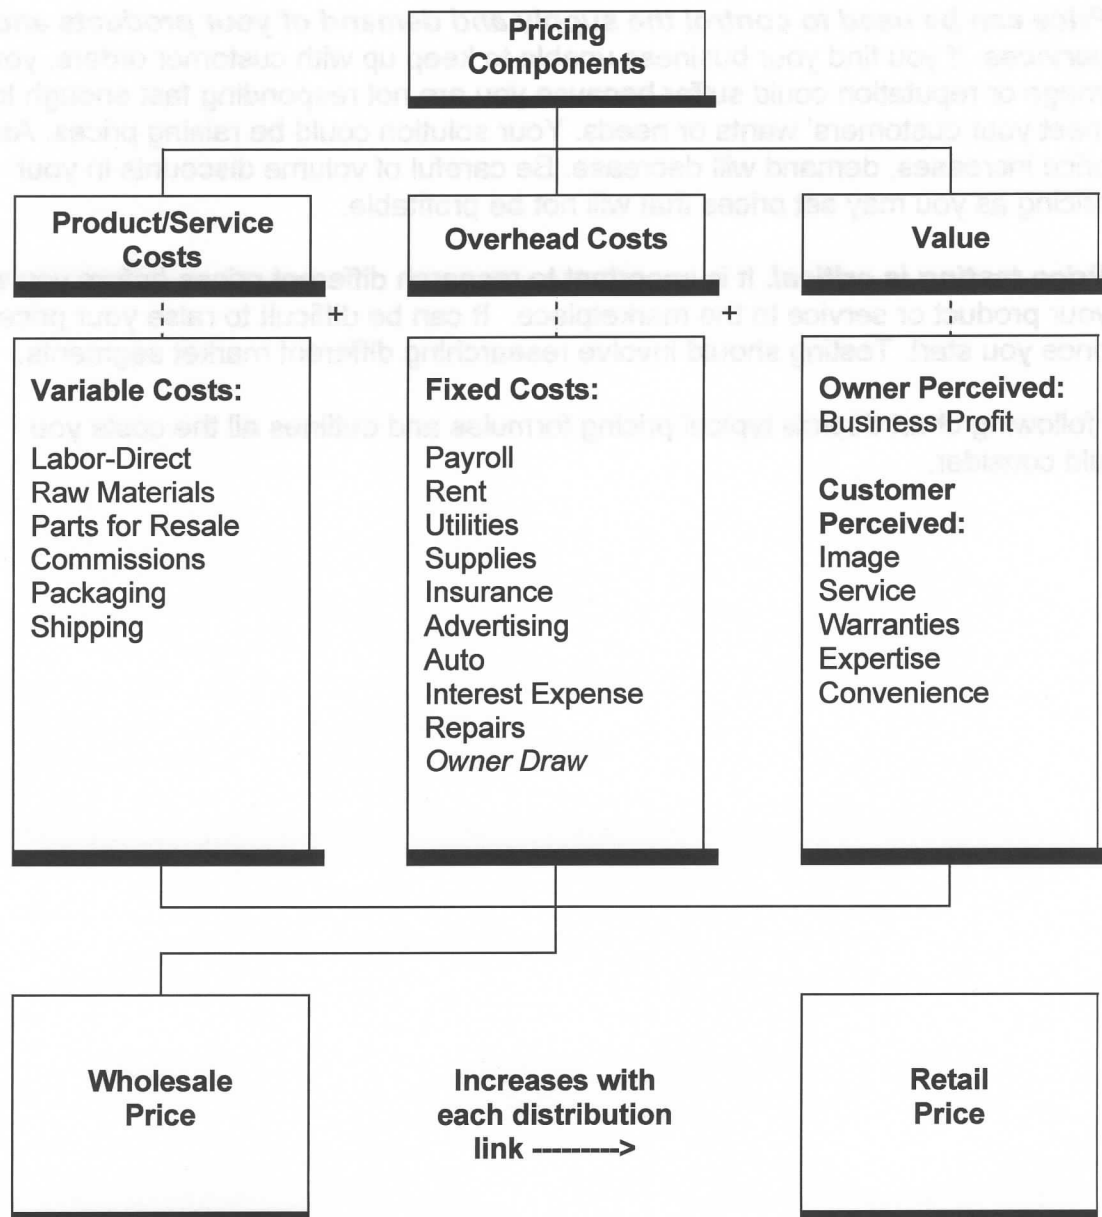 Pricing
Components
Product/Service
Costs
+
Overhead Costs
+
Value
Variable Costs:
Labor-Direct
Raw Materials
Parts for Resale
Commissions
Packaging
Shipping
Fixed Costs:
Payroll
Rent
Utilities
Supplies
Insurance
Advertising
Auto
Interest Expense
Repairs
Owner Draw
Owner Perceived:
Business Profit
Customer
Perceived:
Image
Service
Warranties
Expertise
Convenience
Wholesale
Price
Increases with
each distribution
link --------->
Retail
Price